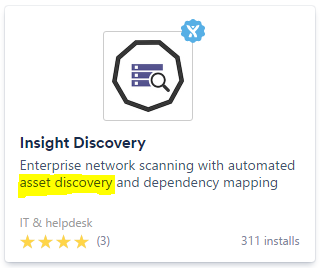 Insight Discovery
Enterprise network scanning with automated
asset discovery and dependency mapping
IT & helpdesk
(3)
311 installs